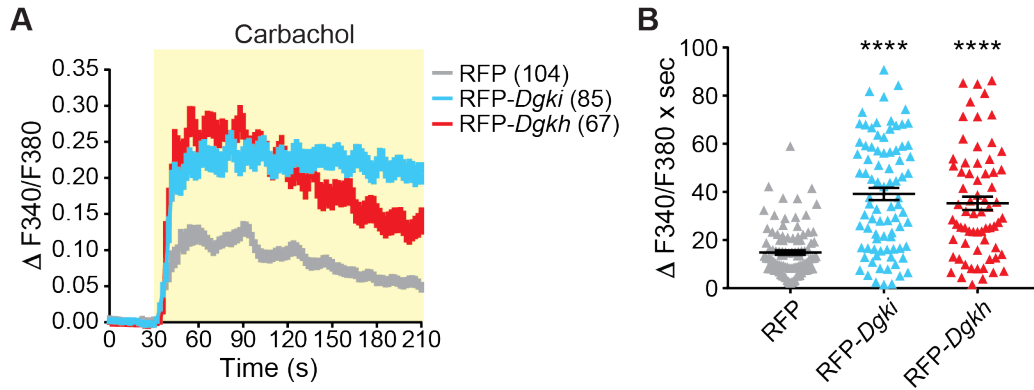 A
Carbachol
Δ F340/F380
0.35
0.30
0.25
0.20
0.15
0.10
0.05
0.00
0 30 60 90 120 150 180 210
Time (s)
RFP (104)
RFP-Dgki (85)
RFP-Dgkh (67)
B
Δ F340/F380 x sec
100
80
60
40
20
0
**** ****
RFP
RFP-Dgki
RFP-Dgkh